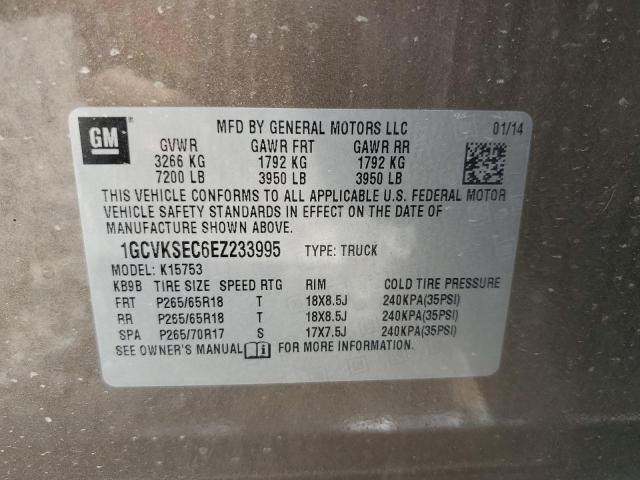 GM
MFD BY GENERAL MOTORS LLC 01/14
GVWR GAWR FRT GAWR RR
3266 KG 1792 KG 1792 KG
7200 LB 3950 LB 3950 LB
THIS VEHICLE CONFORMS TO ALL APPLICABLE U.S. FEDERAL MOTOR
VEHICLE SAFETY STANDARDS IN EFFECT ON THE DATE OF
MANUFACTURE SHOWN ABOVE.
1GCVKSEC6EZ233995 TYPE: TRUCK
MODEL: K15753
KB9B TIRE SIZE SPEED RTG RIM COLD TIRE PRESSURE
FRT P265/65R18 T 18X8.5J 240KPA(35PSI)
RR P265/65R18 T 18X8.5J 240KPA(35PSI)
SPA P265/70R17 S 17X7.5J 240KPA(35PSI)
SEE OWNER'S MANUAL FOR MORE INFORMATION.